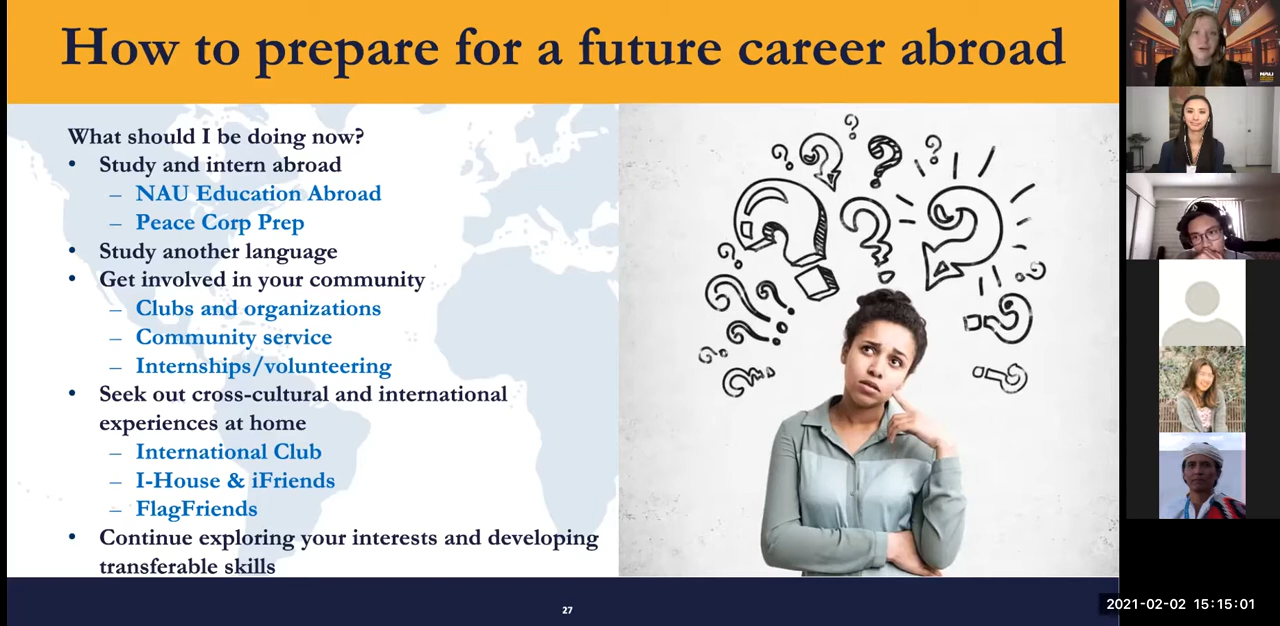 How to prepare for a future career abroad
What should I be doing now?
• Study and intern abroad
– NAU Education Abroad
– Peace Corp Prep
• Study another language
• Get involved in your community
– Clubs and organizations
– Community service
– Internships/volunteering
• Seek out cross-cultural and international
experiences at home
– International Club
– I-House & iFriends
– FlagFriends
• Continue exploring your interests and developing
transferable skills
27
NAU
2021-02-02 15:15:01